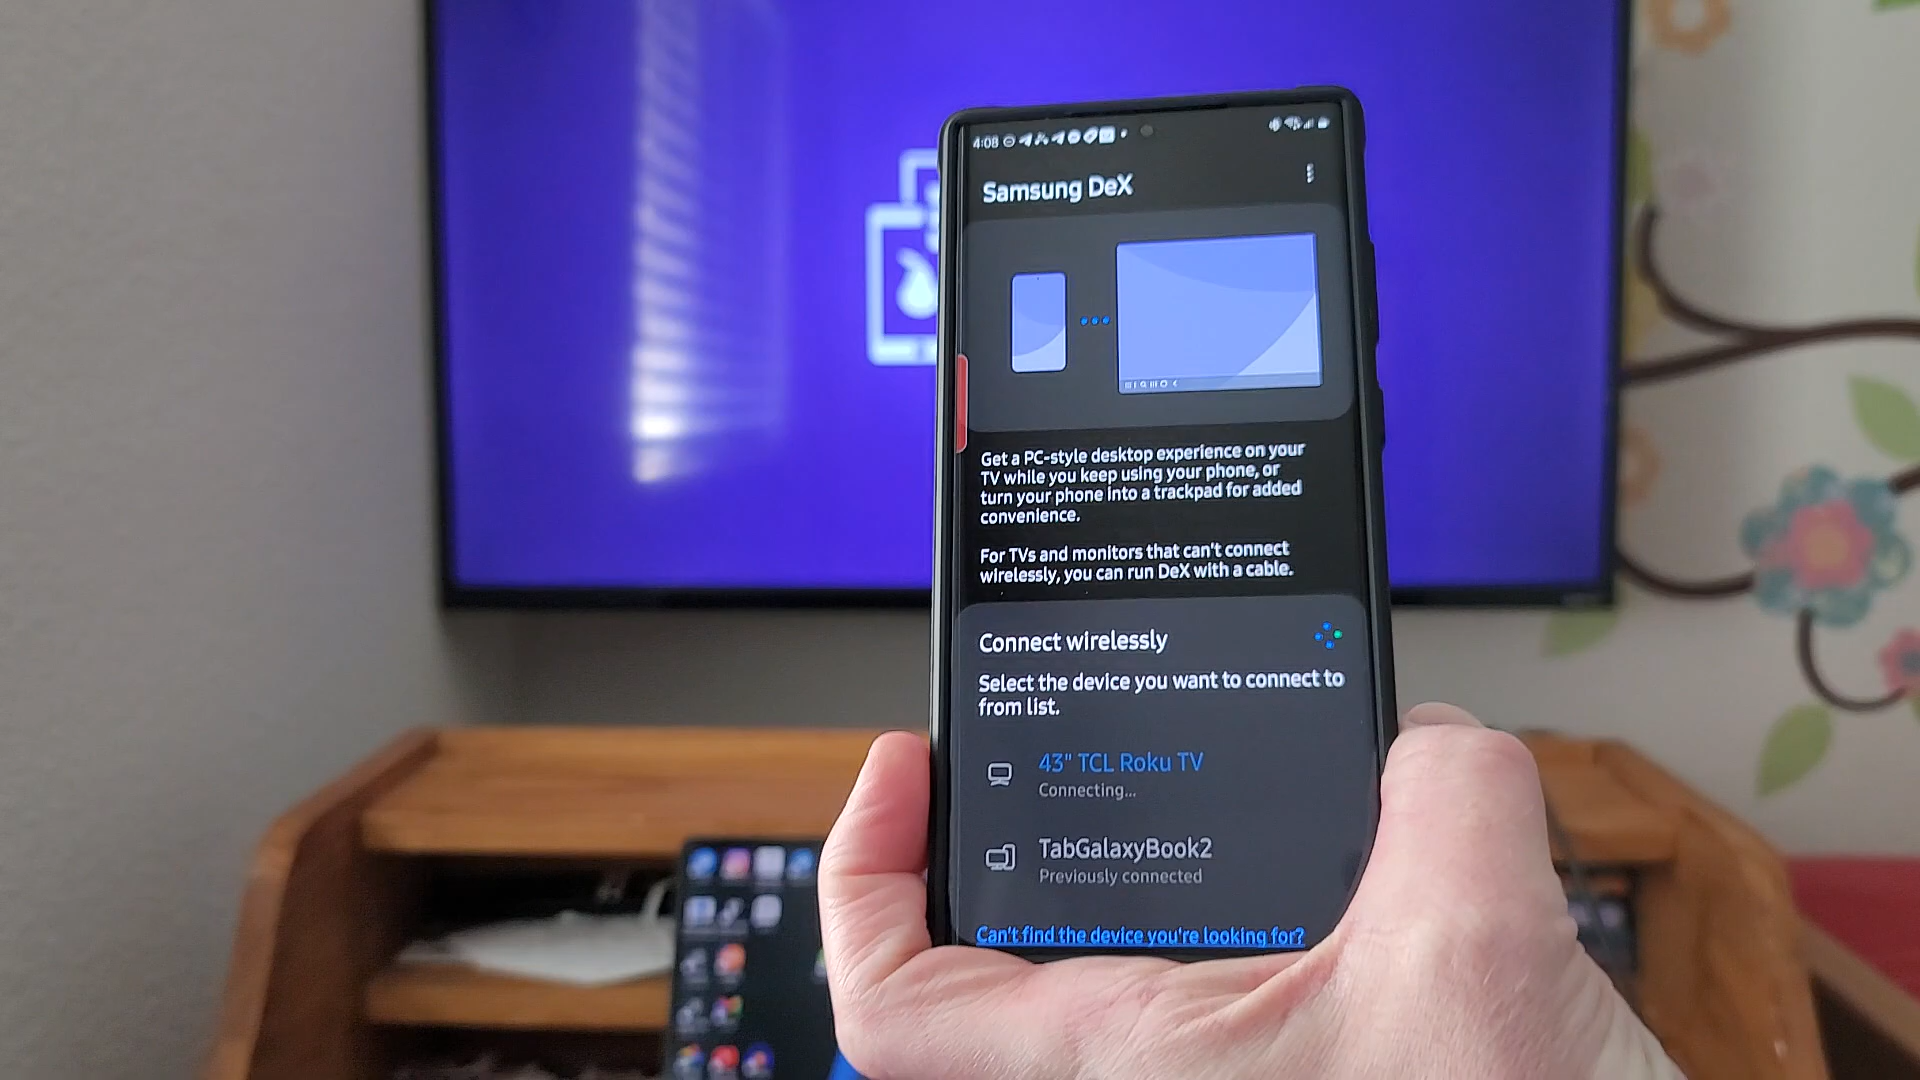 4:08
Samsung DeX
Get a PC-style desktop experience on your
TV while you keep using your phone, or
turn your phone into a trackpad for added
convenience.
For TVs and monitors that can't connect
wirelessly, you can run DeX with a cable.
Connect wirelessly
Select the device you want to connect to
from list.
43" TCL Roku TV
Connecting...
TabGalaxyBook2
Previously connected
Can't find the device you're looking for?